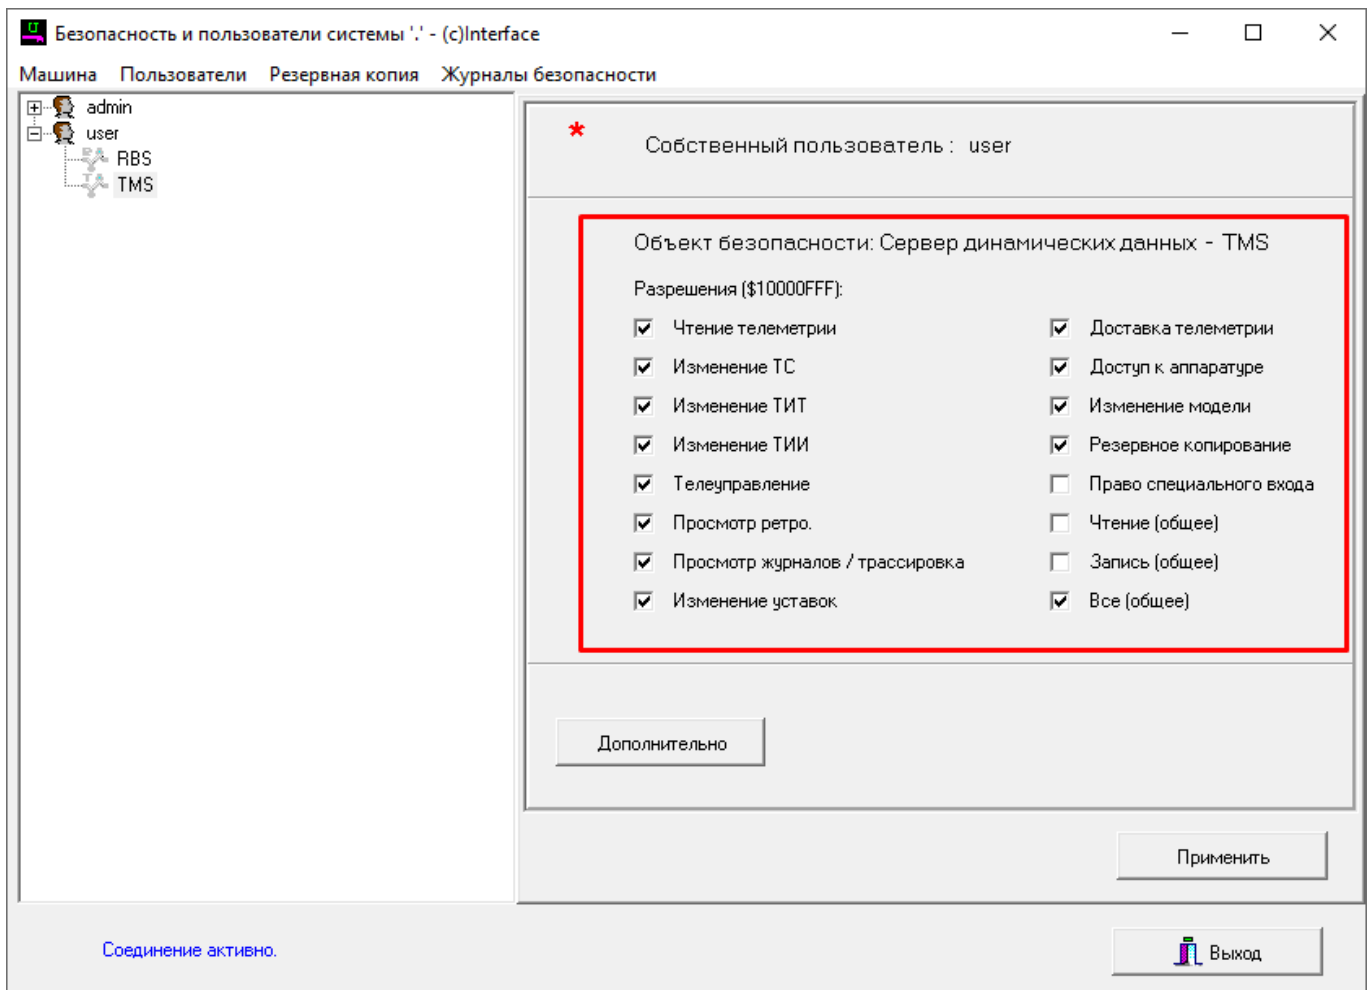 Безопасность и пользователи системы '.' - (c)Interface
Машина Пользователи Резервная копия Журналы безопасности
admin
user
RBS
TMS
* Собственный пользователь : user
Объект безопасности: Сервер динамических данных - TMS
Разрешения ($10000FFF):
Чтение телеметрии
Изменение ТС
Изменение ТИТ
Изменение ТИИ
Телеуправление
Просмотр ретро.
Просмотр журналов / трассировка
Изменение уставок
Доставка телеметрии
Доступ к аппаратуре
Изменение модели
Резервное копирование
Право специального входа
Чтение (общее)
Запись (общее)
Все (общее)
Дополнительно
Применить
Соединение активно.
Выход